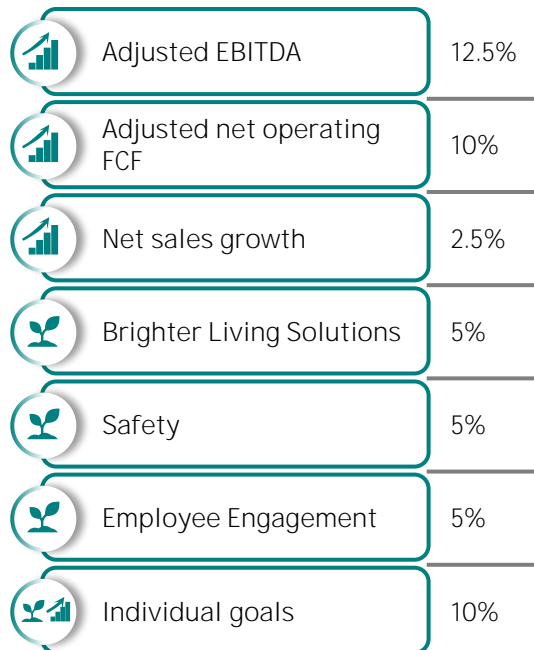 Adjusted EBITDA 12.5%
Adjusted net operating
FCF 10%
Net sales growth 2.5%
Brighter Living Solutions 5%
Safety 5%
Employee Engagement 5%
Individual goals 10%